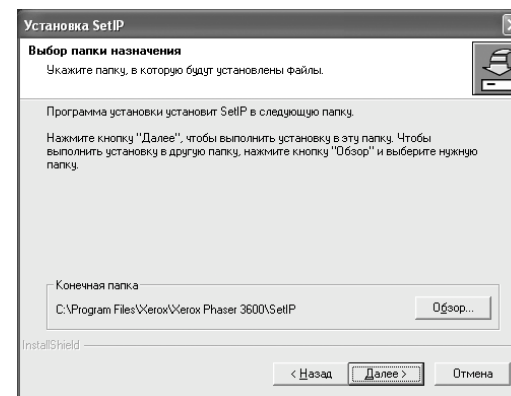 Установка SetIP
Выбор папки назначения
Укажите папку, в которую будут установлены файлы.
Программа установки установит SetIP в следующую папку.
Нажмите кнопку "Далее", чтобы выполнить установку в эту папку. Чтобы
выполнить установку в другую папку, нажмите кнопку "Обзор" и выберите нужную
папку.
Конечная папка
C:\Program Files\Xerox\Xerox Phaser 3600\SetIP
Обзор...
InstallShield
< Назад
Далее >
Отмена